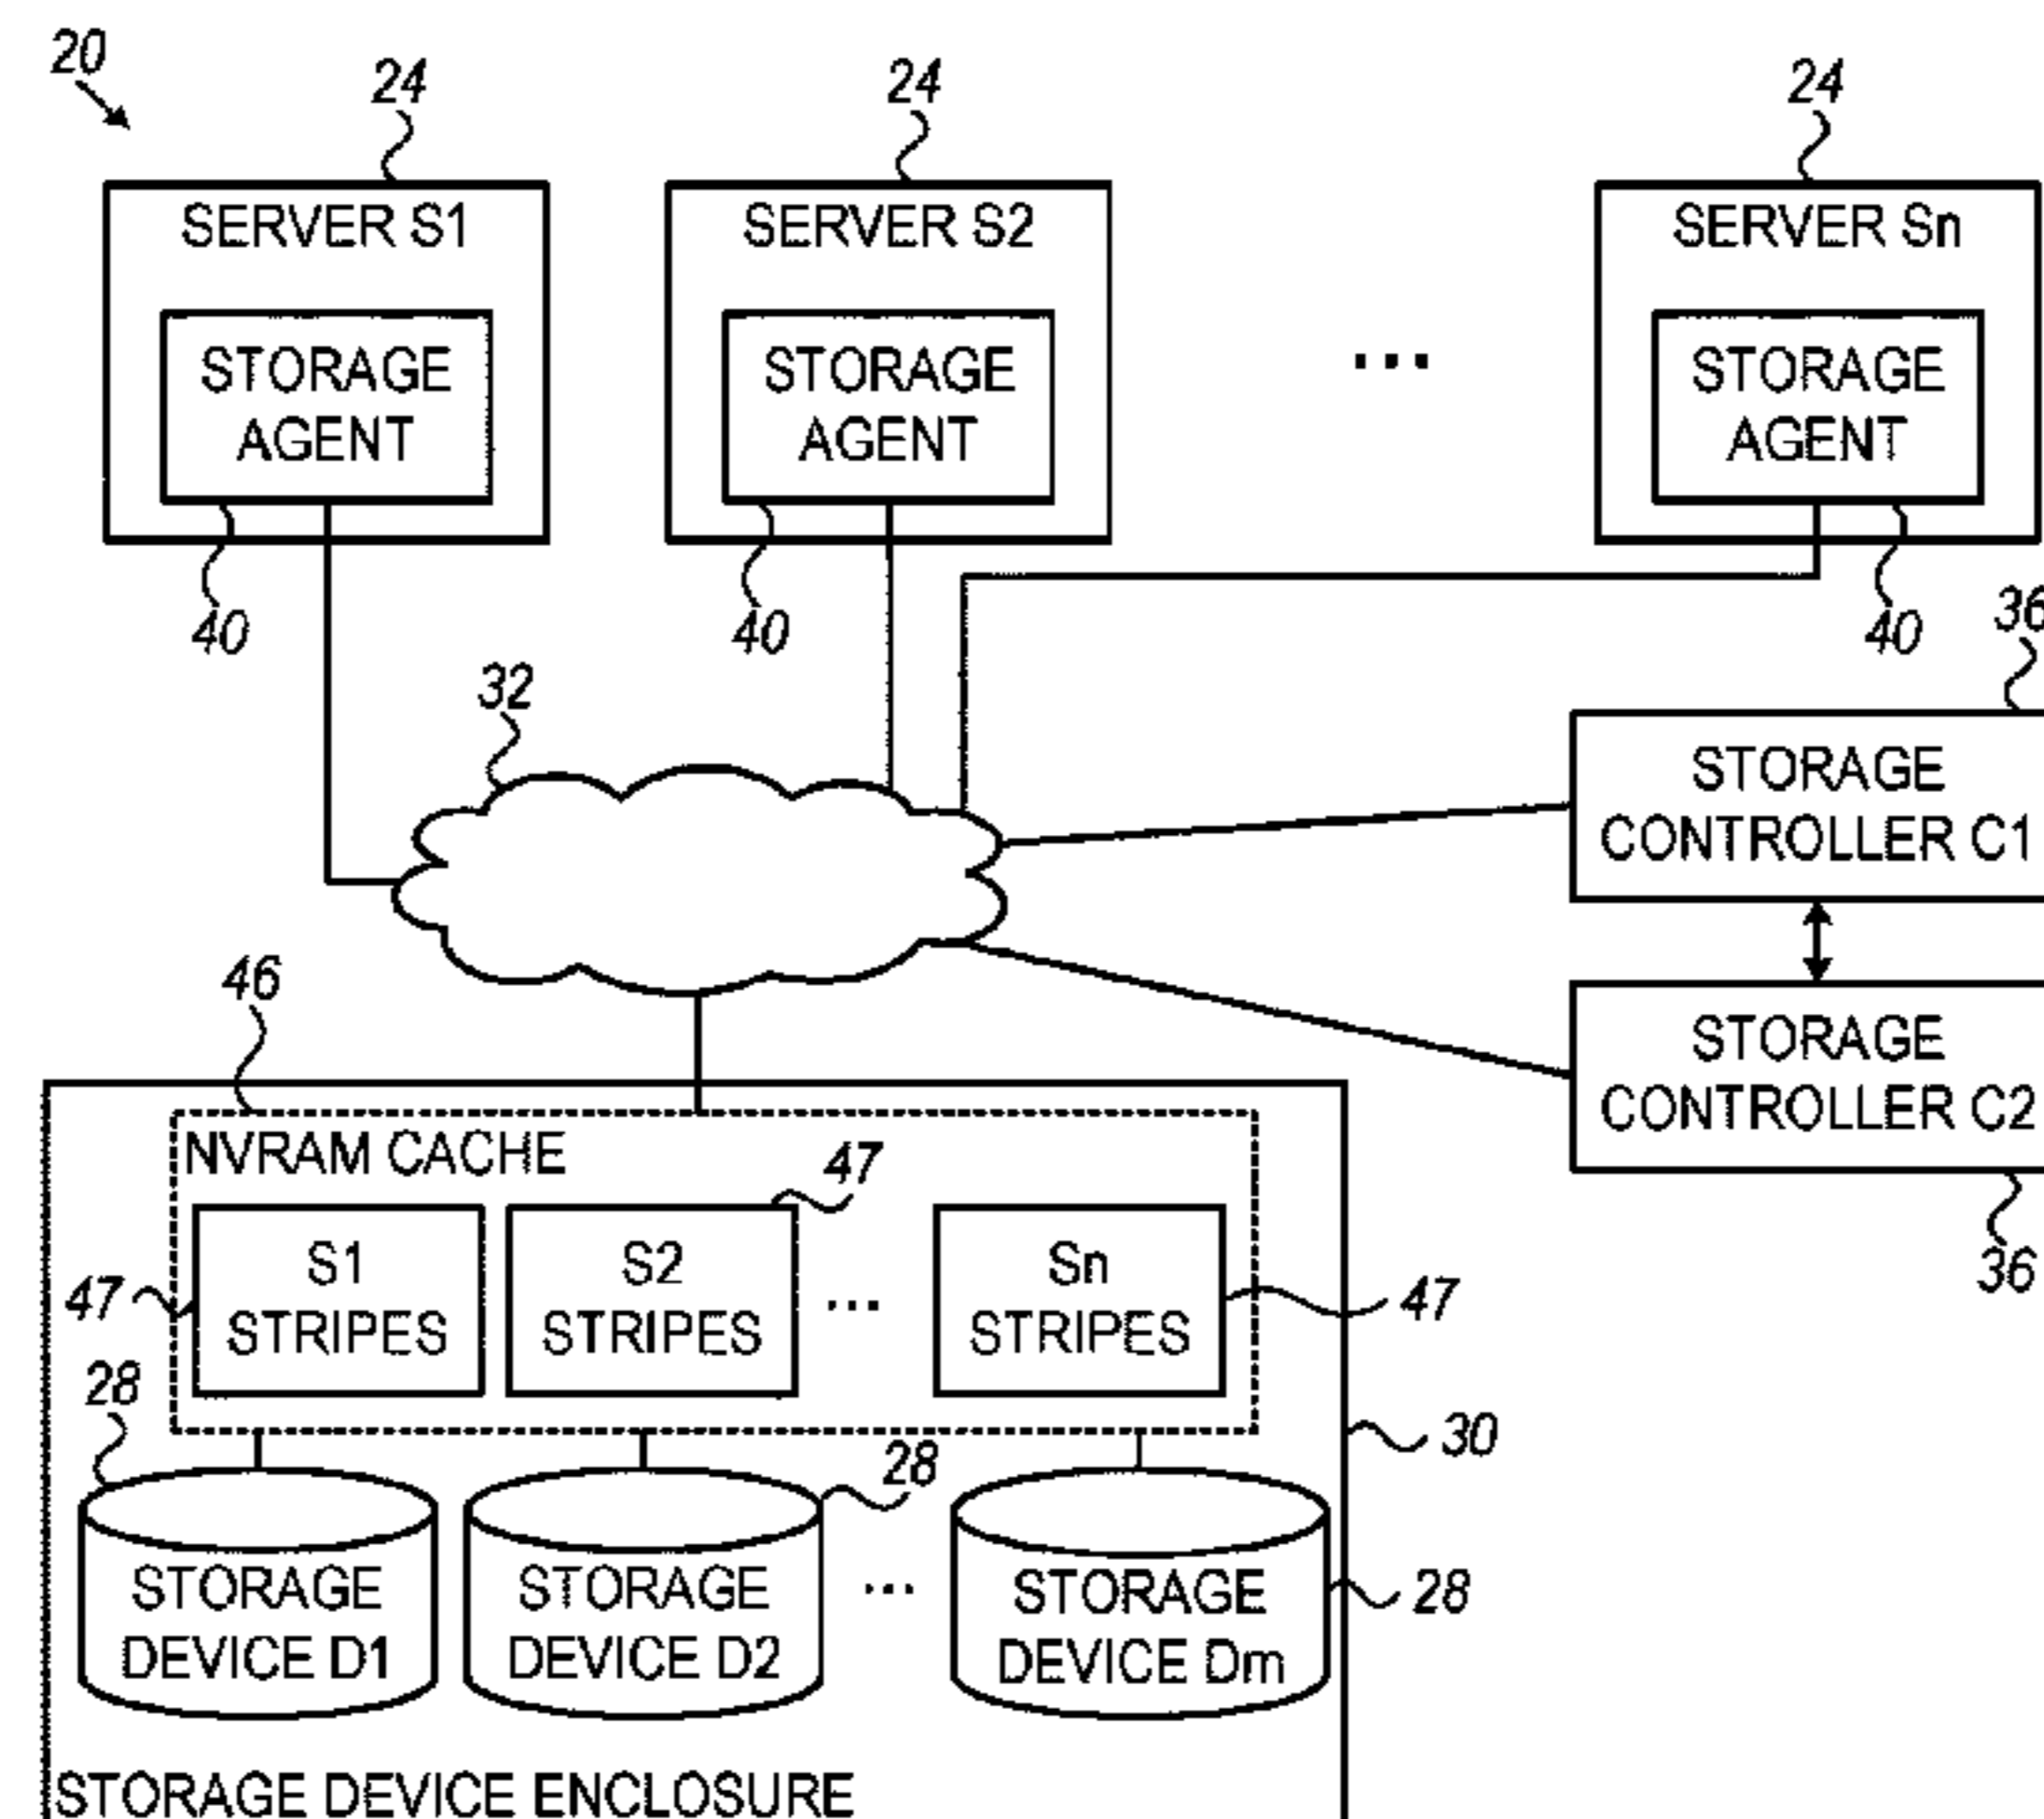 20
24
24
24
SERVER S1
SERVER S2
SERVER Sn
STORAGE
AGENT
STORAGE
AGENT
...
STORAGE
AGENT
40
40
40
36
32
STORAGE
CONTROLLER C1
46
STORAGE
CONTROLLER C2
36
NVRAM CACHE
47
S1
STRIPES
S2
STRIPES
...
Sn
STRIPES
47
47
28
30
28
STORAGE
DEVICE D1
STORAGE
DEVICE D2
...
STORAGE
DEVICE Dm
28
STORAGE DEVICE ENCLOSURE